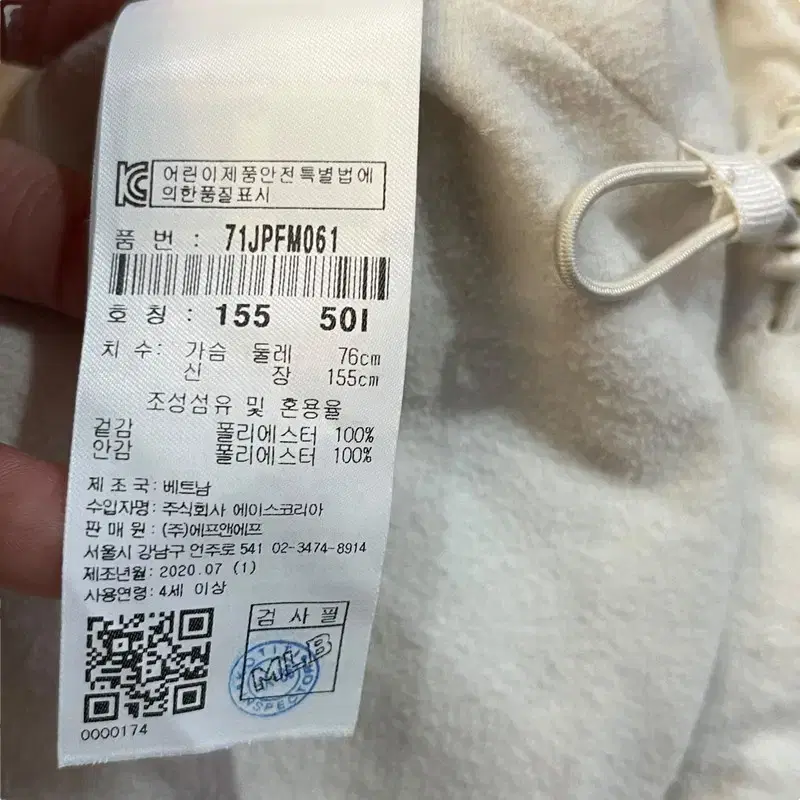 KC 어린이제품안전특별법에
의한품질표시
품 번 : 71JPFM061
호 칭 : 155 50I
치 수: 가슴 둘레 76cm
신 장 155cm
조성섬유 및 혼용율
겉감 폴리에스터 100%
안감 폴리에스터 100%
제 조 국: 베트남
수입자명: 주식회사 에이스코리아
판 매 원 : (주)에프앤에프
서울시 강남구 언주로 541 02-3474-8914
제조년월: 2020.07 (1)
사용연령: 4세 이상
검 사 필
MLB
0000174